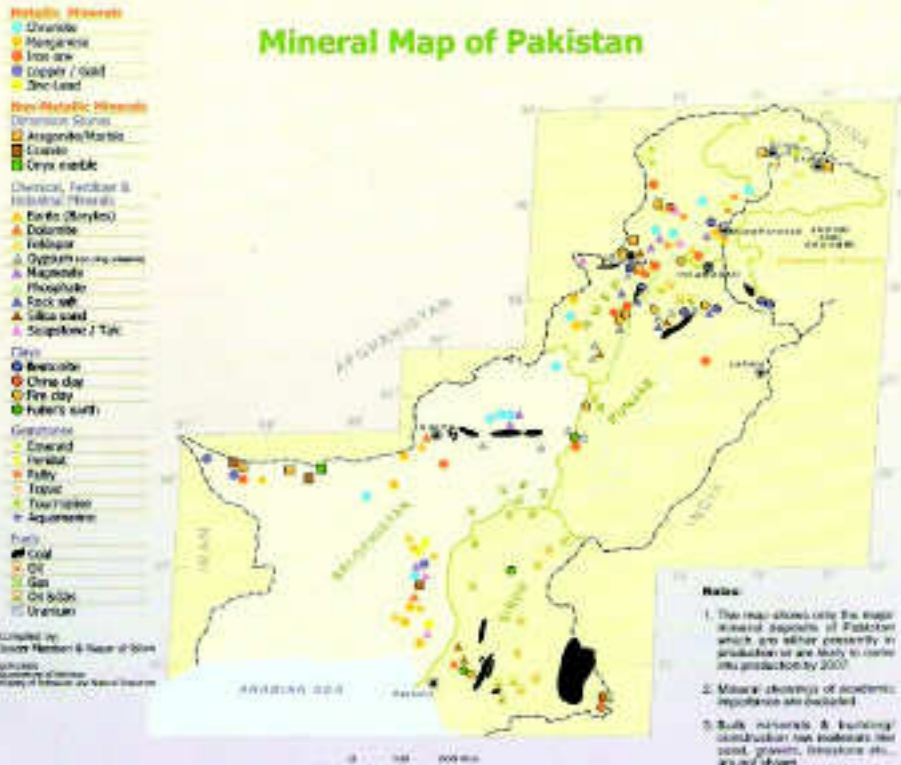 Mineral Map of Pakistan
Metallic Minerals
Chromite
Manganese
Iron ore
Copper / Gold
Zinc-Lead
Non-Metallic Minerals
Dimension Stones
Aragonite/Marble
Granite
Onyx marble
Chemical, Fertilizer &
Industrial Minerals
Barite (Barytes)
Dolomite
Feldspar
Gypsum
Magnesite
Phosphate
Rock salt
Silica sand
Soapstone / Talc
Clays
Bentonite
China clay
Fire clay
Fuller's earth
Gemstones
Emerald
Peridot
Ruby
Topaz
Tourmaline
Aquamarine
Fuels
Coal
Oil
Gas
Oil &Gas
Uranium
Compiled by:
CHINA
AFGHANISTAN
PUNJAB
INDIA
IRAN
BALOCHISTAN
SINDH
ARABIAN SEA
Notes:
1. This map shows only the major
mineral deposits of Pakistan
which are either presently in
production or are likely to come
into production by 2007
2. Mineral showings of academic
importance are excluded
3. Bulk minerals & building/
construction raw materials like
sand, gravels, limestone etc.
are not shown